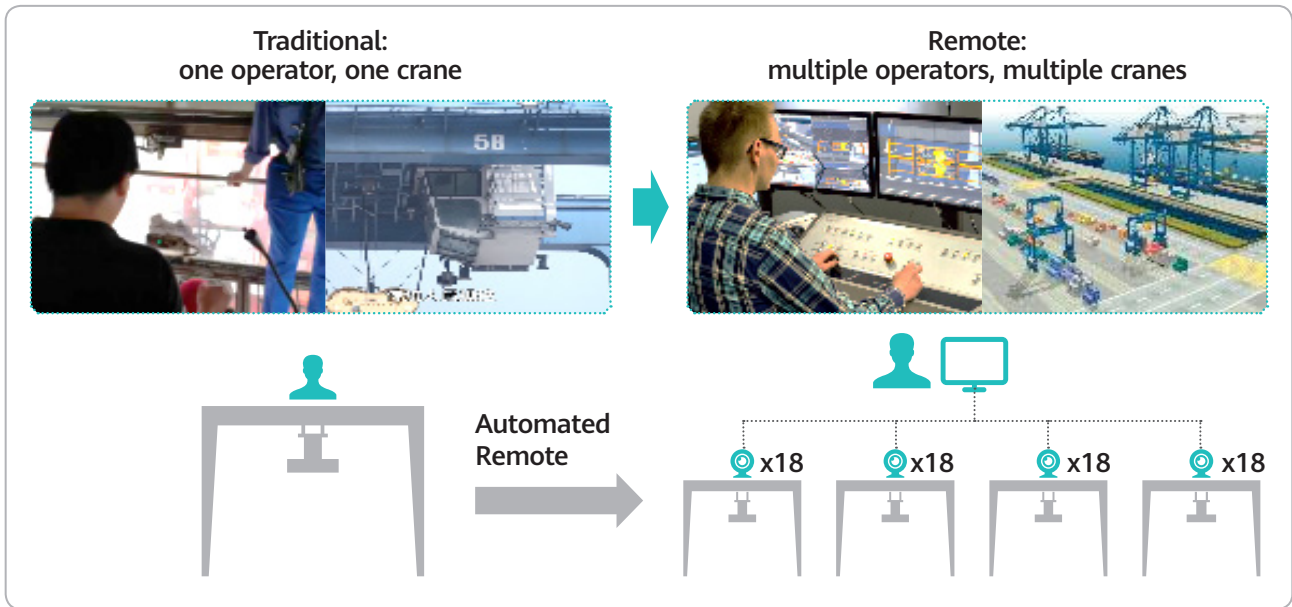 Traditional:
one operator, one crane
Remote:
multiple operators, multiple cranes
58
Automated
Remote
x18
x18
x18
x18